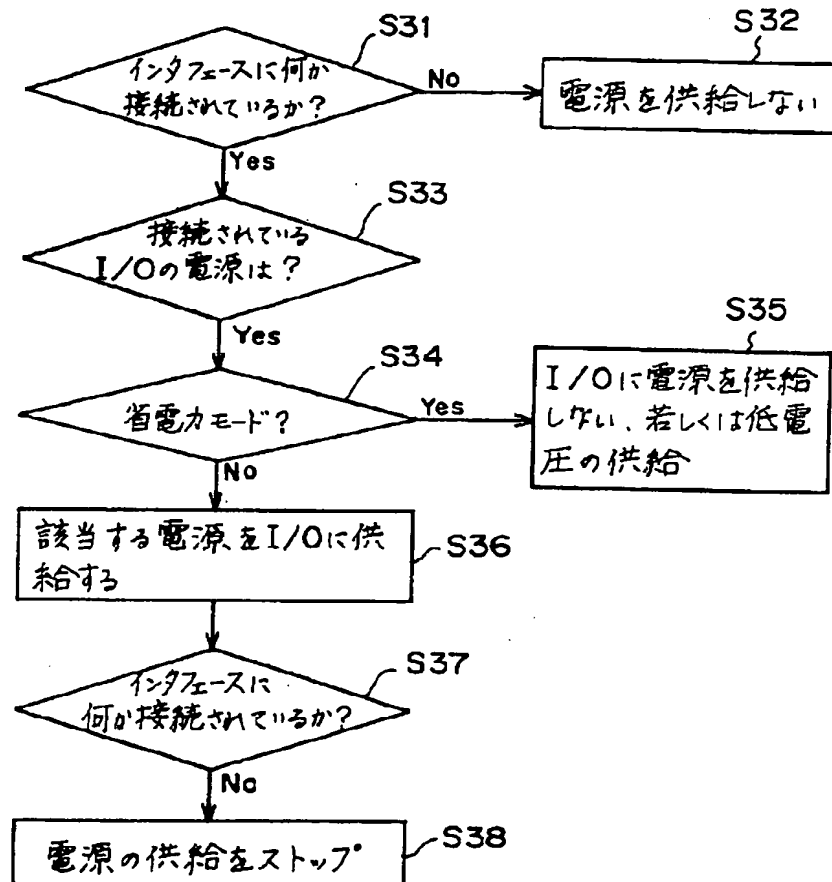 S31
インタフェースに何か
接続されているか?
No
S32
電源を供給しない
Yes
S33
接続されている
I/Oの電源は?
Yes
S34
省電力モード?
Yes
S35
I/Oに電源を供給
しない、若しくは低電
圧の供給
No
該当する電源をI/Oに供
給する
S36
インタフェースに
何か接続されているか?
S37
No
電源の供給をストップ
S38